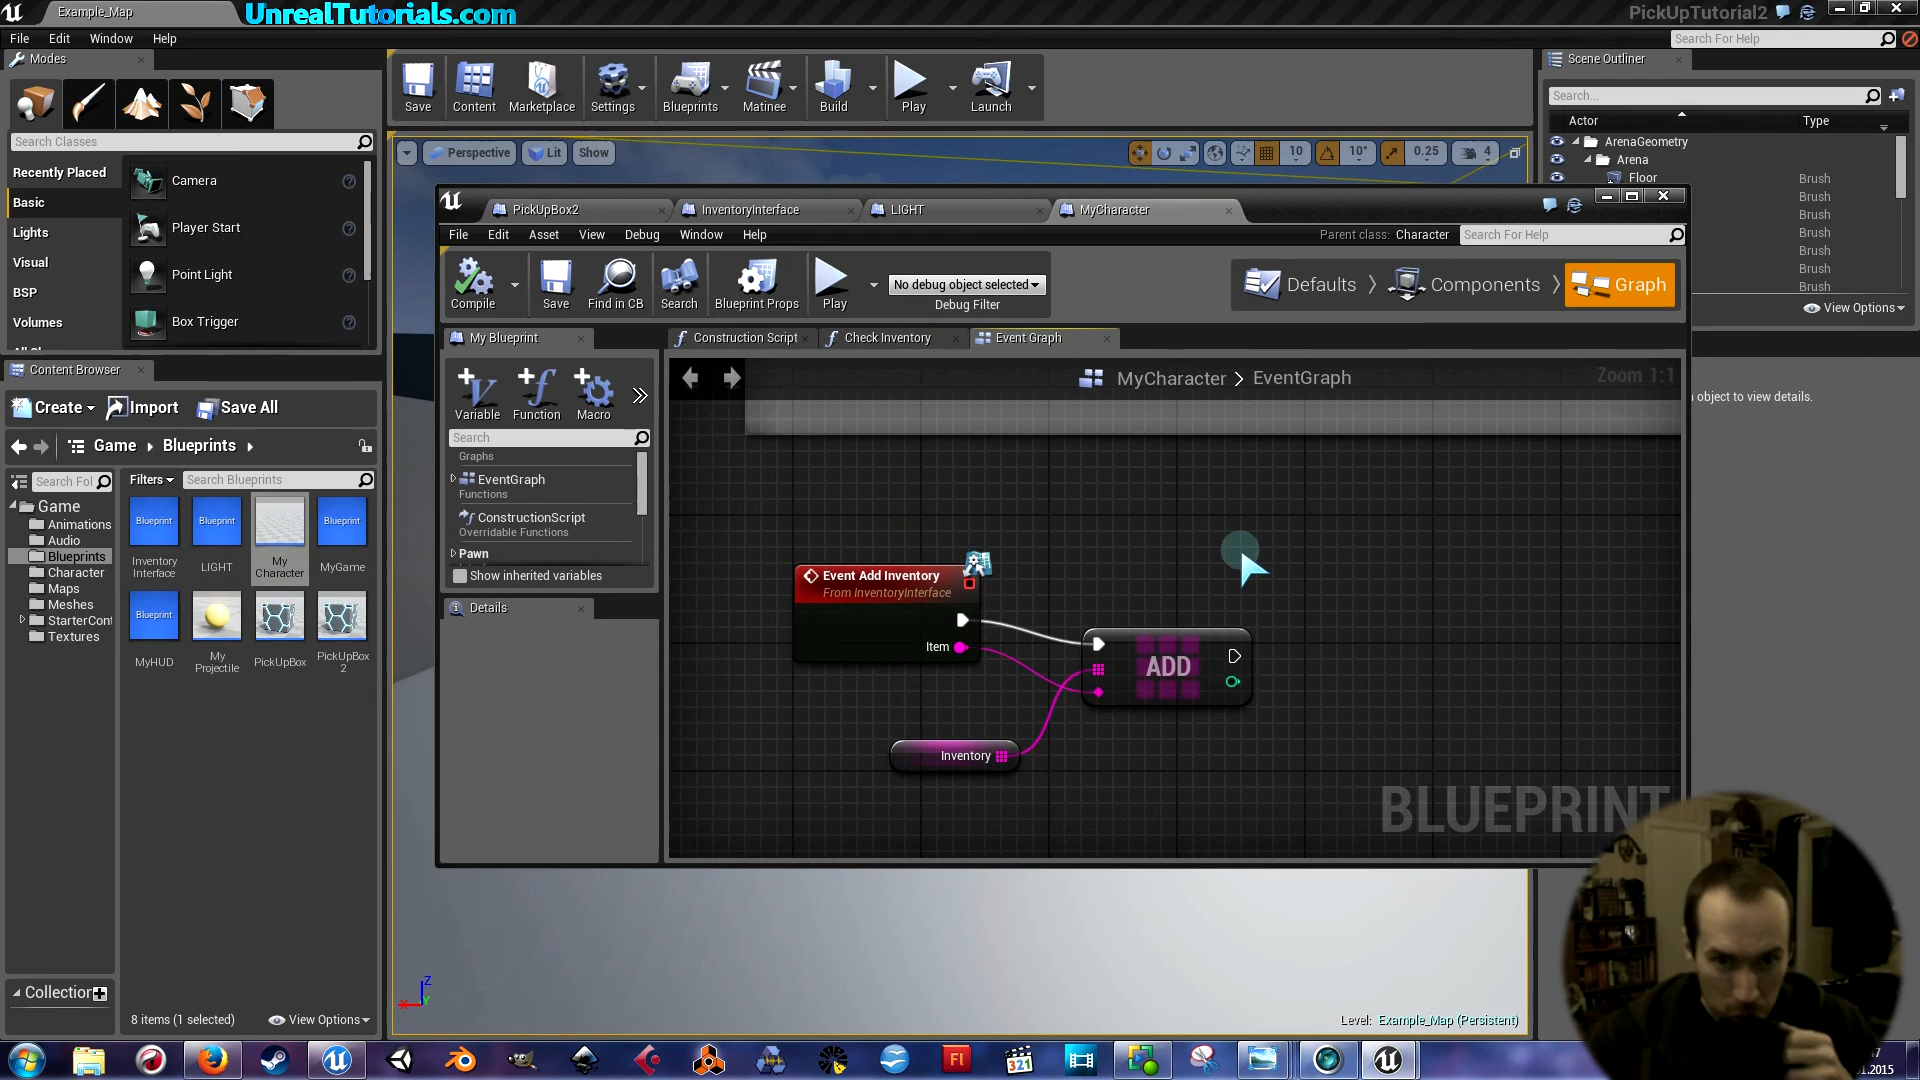 Example_Map
UnrealTutorials.com
PickUpTutorial2
File Edit Window Help
Search For Help
Modes
Search Classes
Recently Placed
Basic
Lights
Visual
BSP
Volumes
Camera
Player Start
Point Light
Box Trigger
Save
Content
Marketplace
Settings
Blueprints
Matinee
Build
Play
Launch
Perspective
Lit
Show
10
10°
0.25
4
Scene Outliner
Search...
Actor
Type
ArenaGeometry
Arena
Floor
Brush
Brush
Brush
Brush
Brush
Brush
Brush
View Options
object to view details.
PickUpBox2
InventoryInterface
LIGHT
MyCharacter
File Edit Asset View Debug Window Help
Parent class: Character
Search For Help
Compile
Save
Find in CB
Search
Blueprint Props
Play
No debug object selected
Debug Filter
Defaults
Components
Graph
My Blueprint
Variable
Function
Macro
Search
Graphs
EventGraph
Functions
ConstructionScript
Overridable Functions
Pawn
Show inherited variables
Details
Construction Script
Check Inventory
Event Graph
MyCharacter > EventGraph
Zoom 1:1
Event Add Inventory
From InventoryInterface
Item
ADD
Inventory
BLUEPRINT
Content Browser
Create
Import
Save All
Game
Blueprints
Search Fol
Filters
Search Blueprints
Game
Animations
Audio
Blueprints
Character
Maps
Meshes
StarterCont
Textures
Blueprint
Inventory
Interface
Blueprint
LIGHT
My
Character
Blueprint
MyGame
Blueprint
MyHUD
My
Projectile
PickUpBox
PickUpBox
2
Collection
8 items (1 selected)
View Options
Z
X
Y
Level: Example_Map (Persistent)
Fl
321